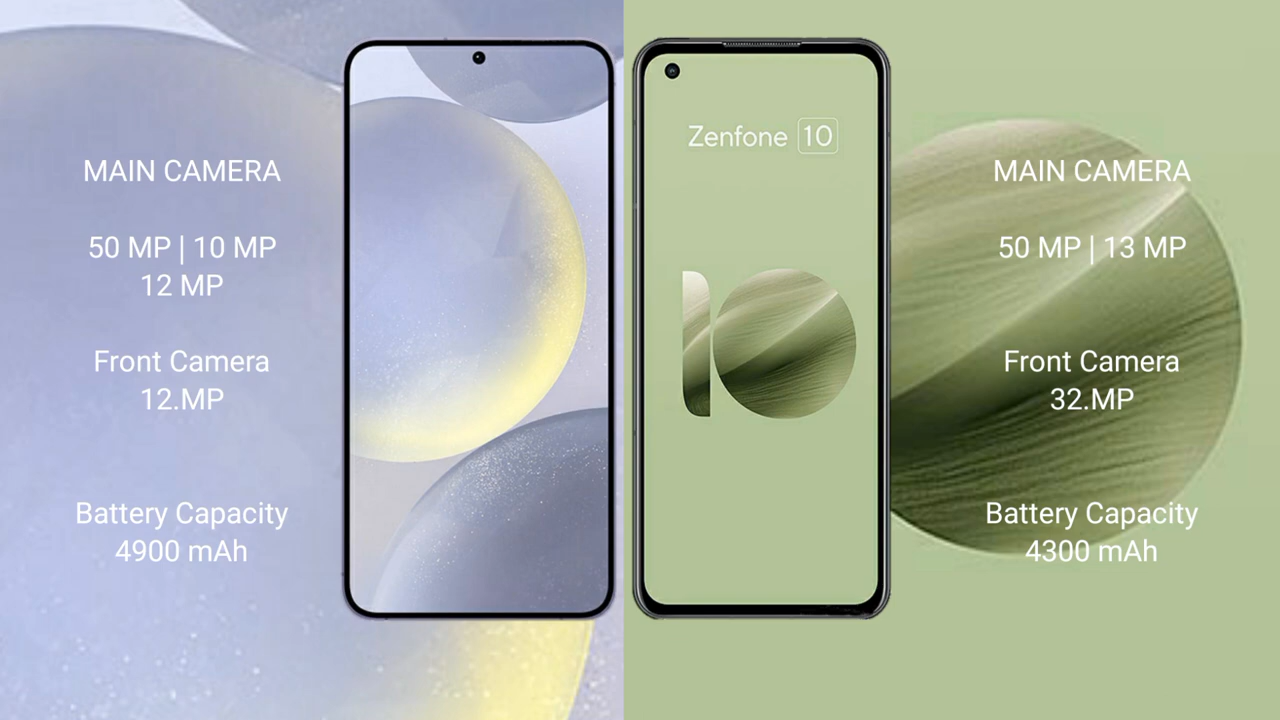 MAIN CAMERA
50 MP | 10 MP
12 MP
Front Camera
12.MP
Battery Capacity
4900 mAh
Zenfone 10
10
MAIN CAMERA
50 MP | 13 MP
Front Camera
32.MP
Battery Capacity
4300 mAh